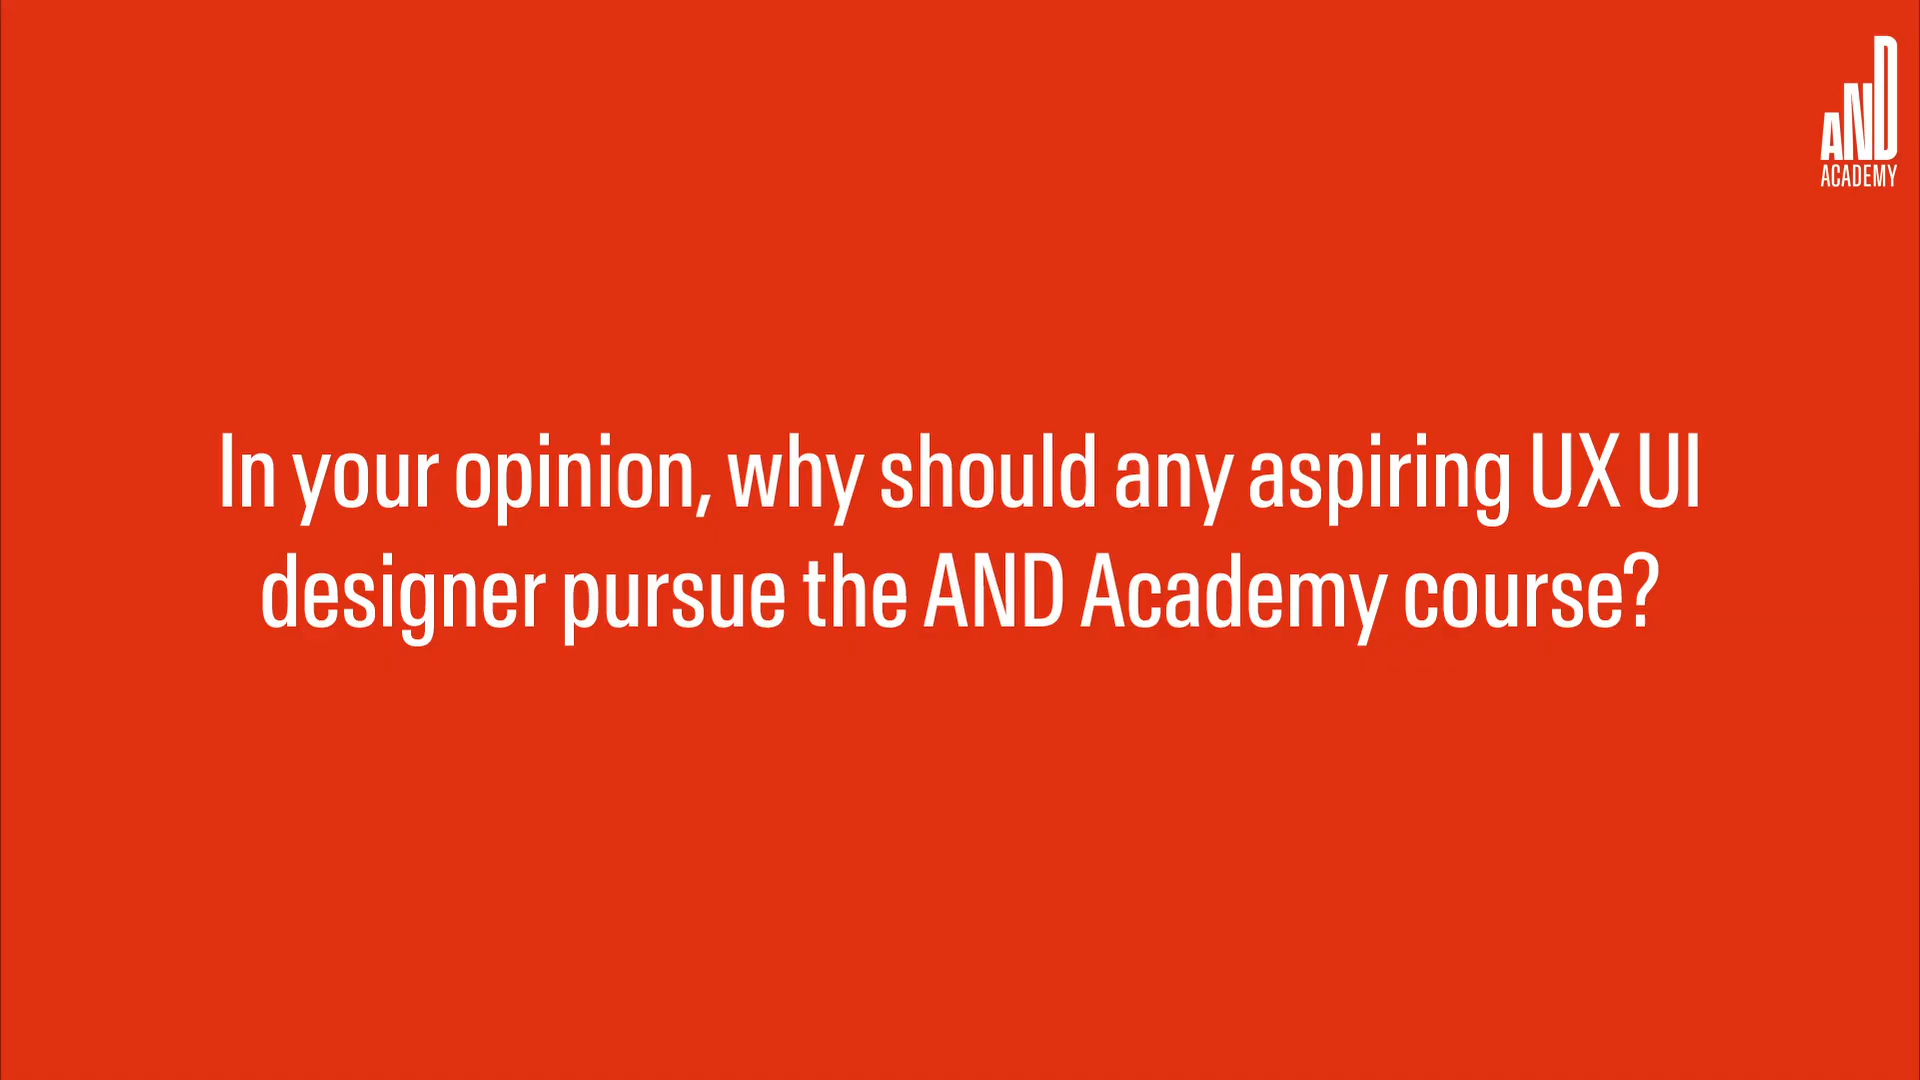 AND
ACADEMY
In your opinion, why should any aspiring UX UI
designer pursue the AND Academy course?